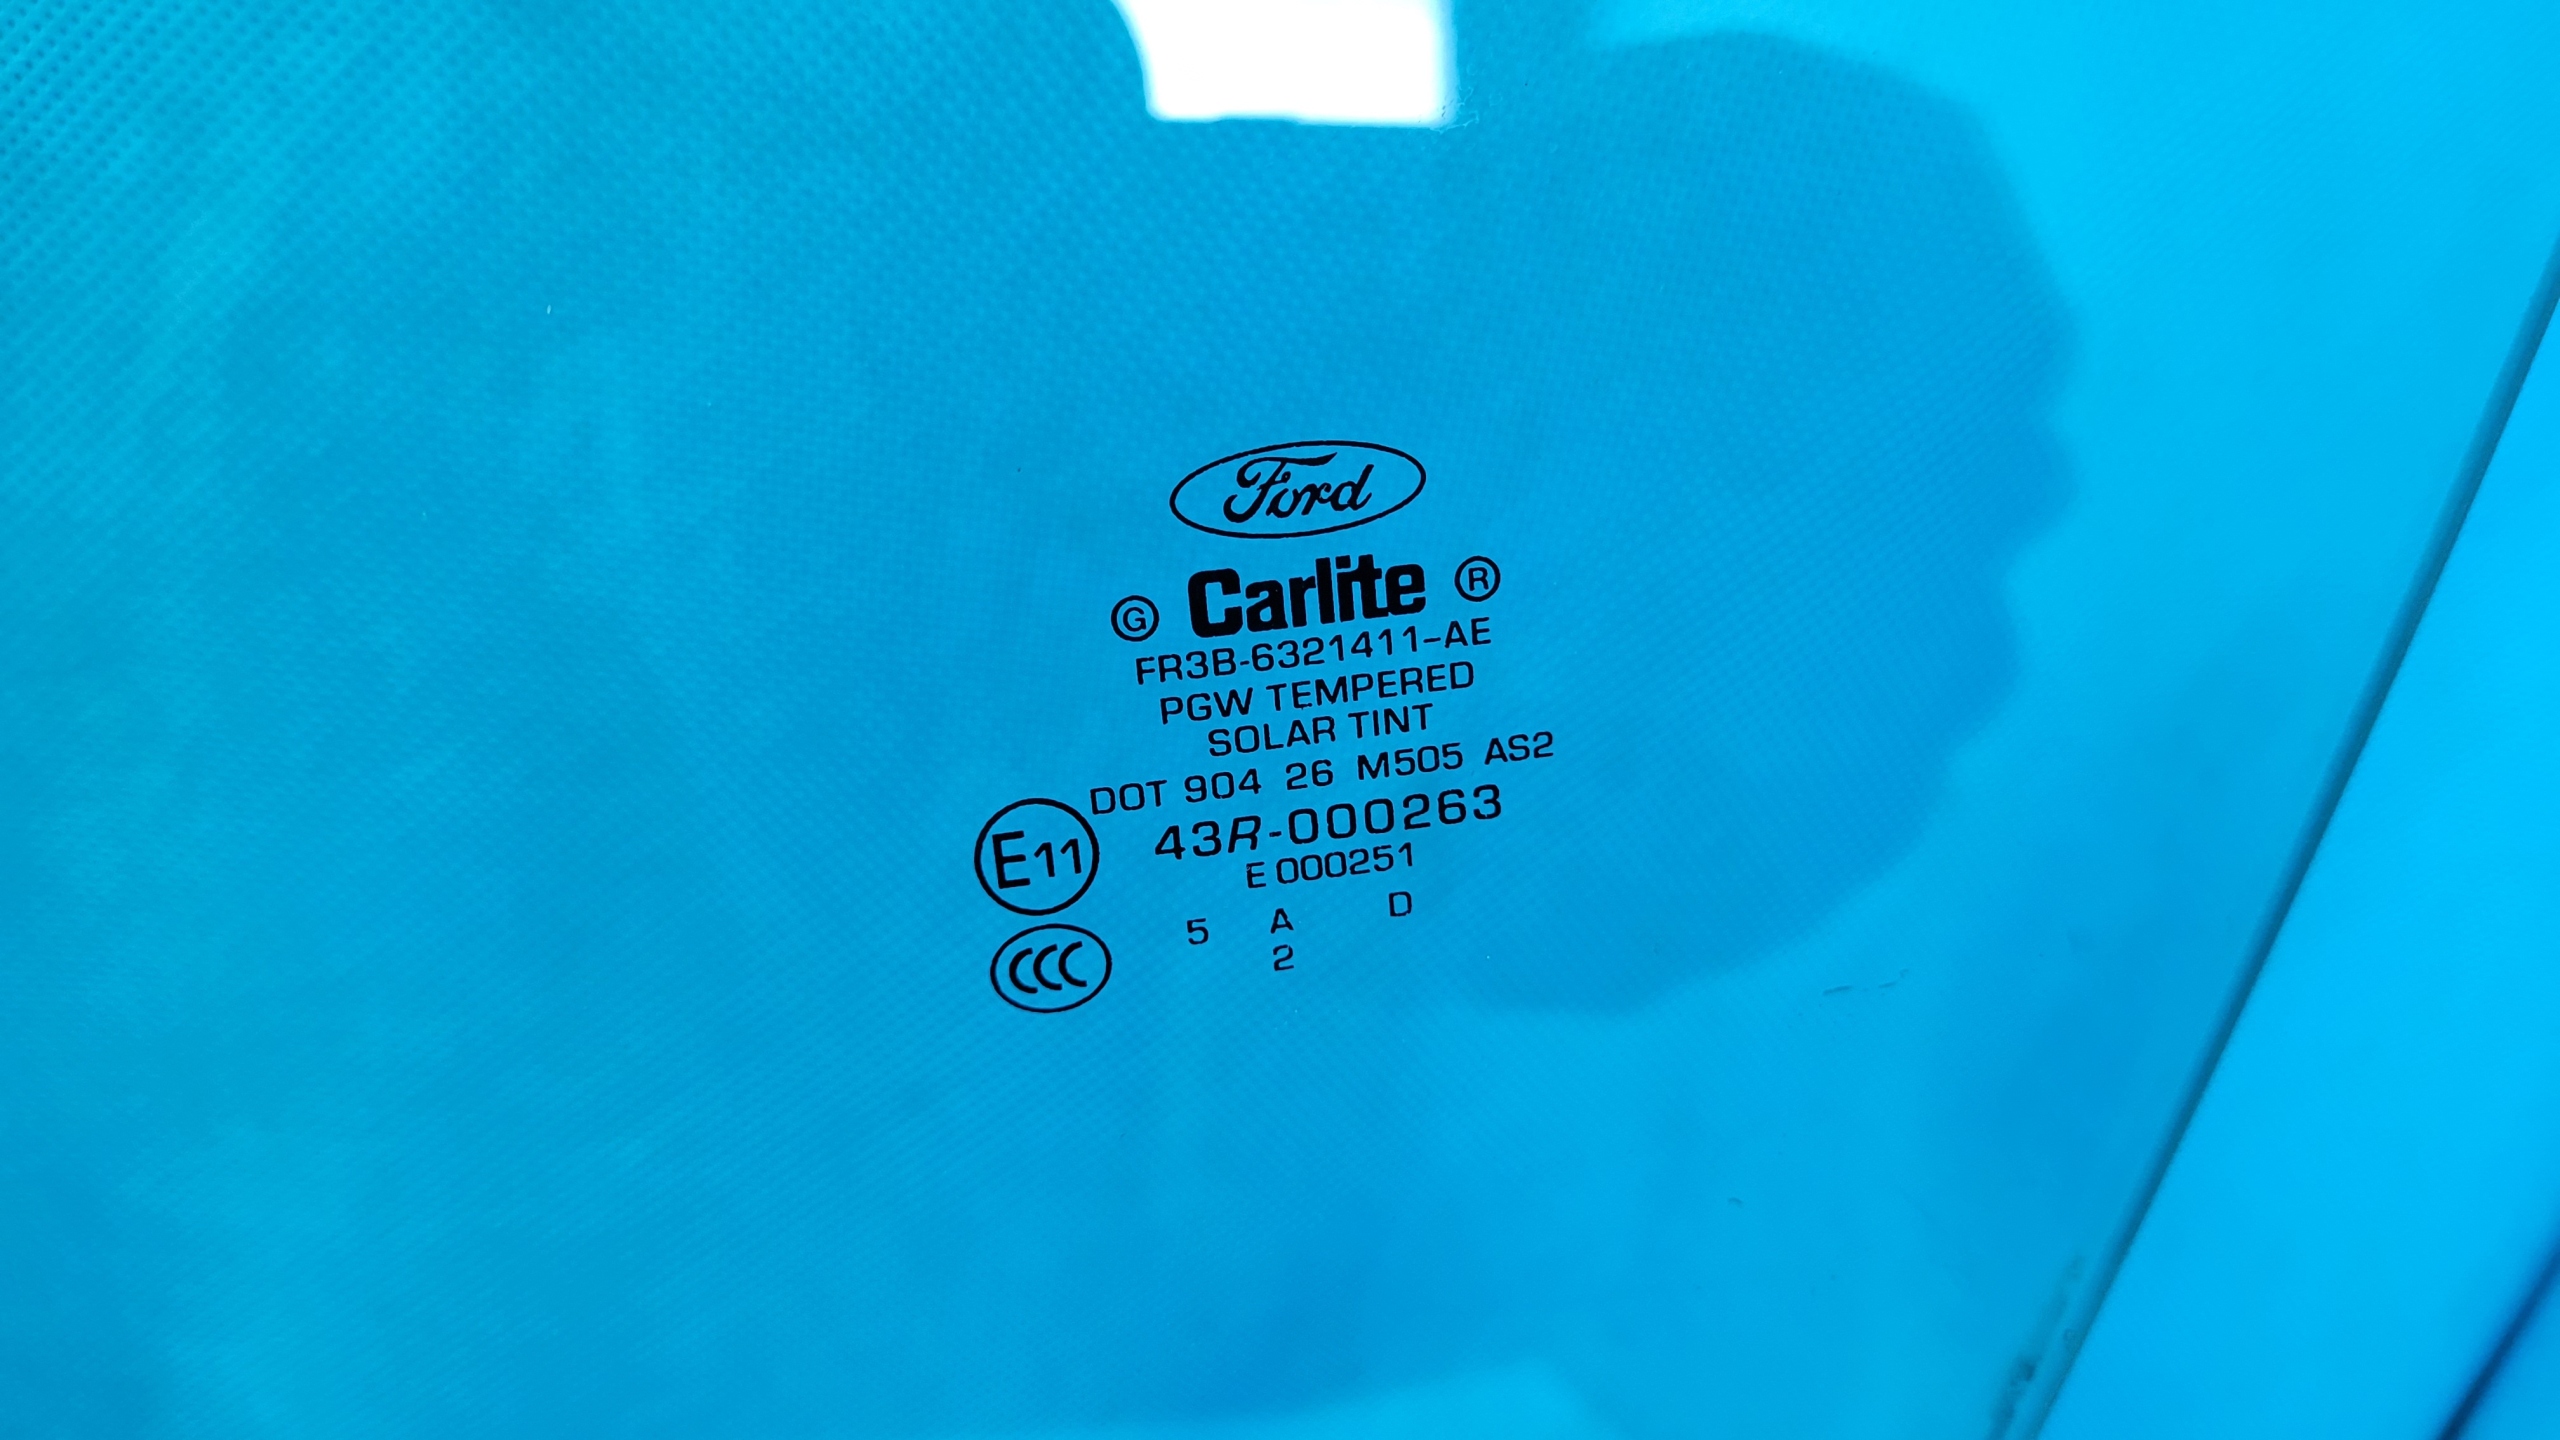 Ford
G Carlite ®
FR3B-6321411-AE
PGW TEMPERED
SOLAR TINT
DOT 904 26 M505 AS2
E11 43R-000263
E 000251
5 A D
2
CCC